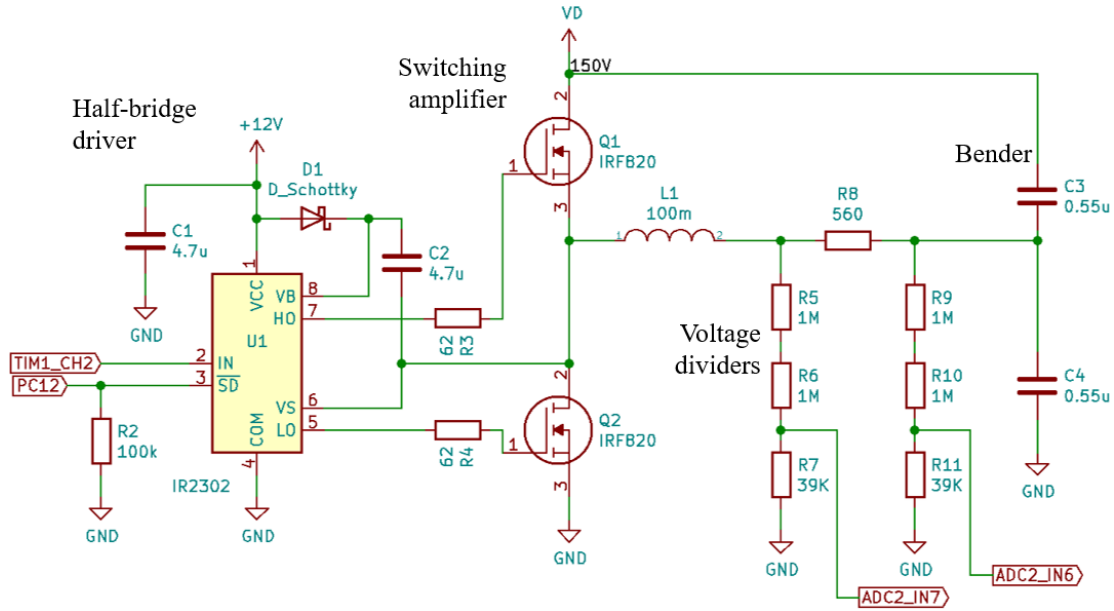 VD
150V
Switching
amplifier
Half-bridge
driver
+12V
D1
D_Schottky
2
Q1
IRF820
1
3
Bender
C3
0.55u
L1
100m
1
2
R8
560
C1
4.7u
C2
4.7u
GND
1
VCC
VB
8
HO
7
U1
TIM1_CH2
2
IN
PC12
3
SD
VS
6
COM
LO
5
4
IR2302
R2
100k
GND
GND
62
R3
62
R4
2
Q2
IRF820
1
3
GND
Voltage
dividers
R5
1M
R9
1M
R6
1M
R10
1M
C4
0.55u
R7
39K
R11
39K
GND
GND
GND
ADC2_IN6
ADC2_IN7